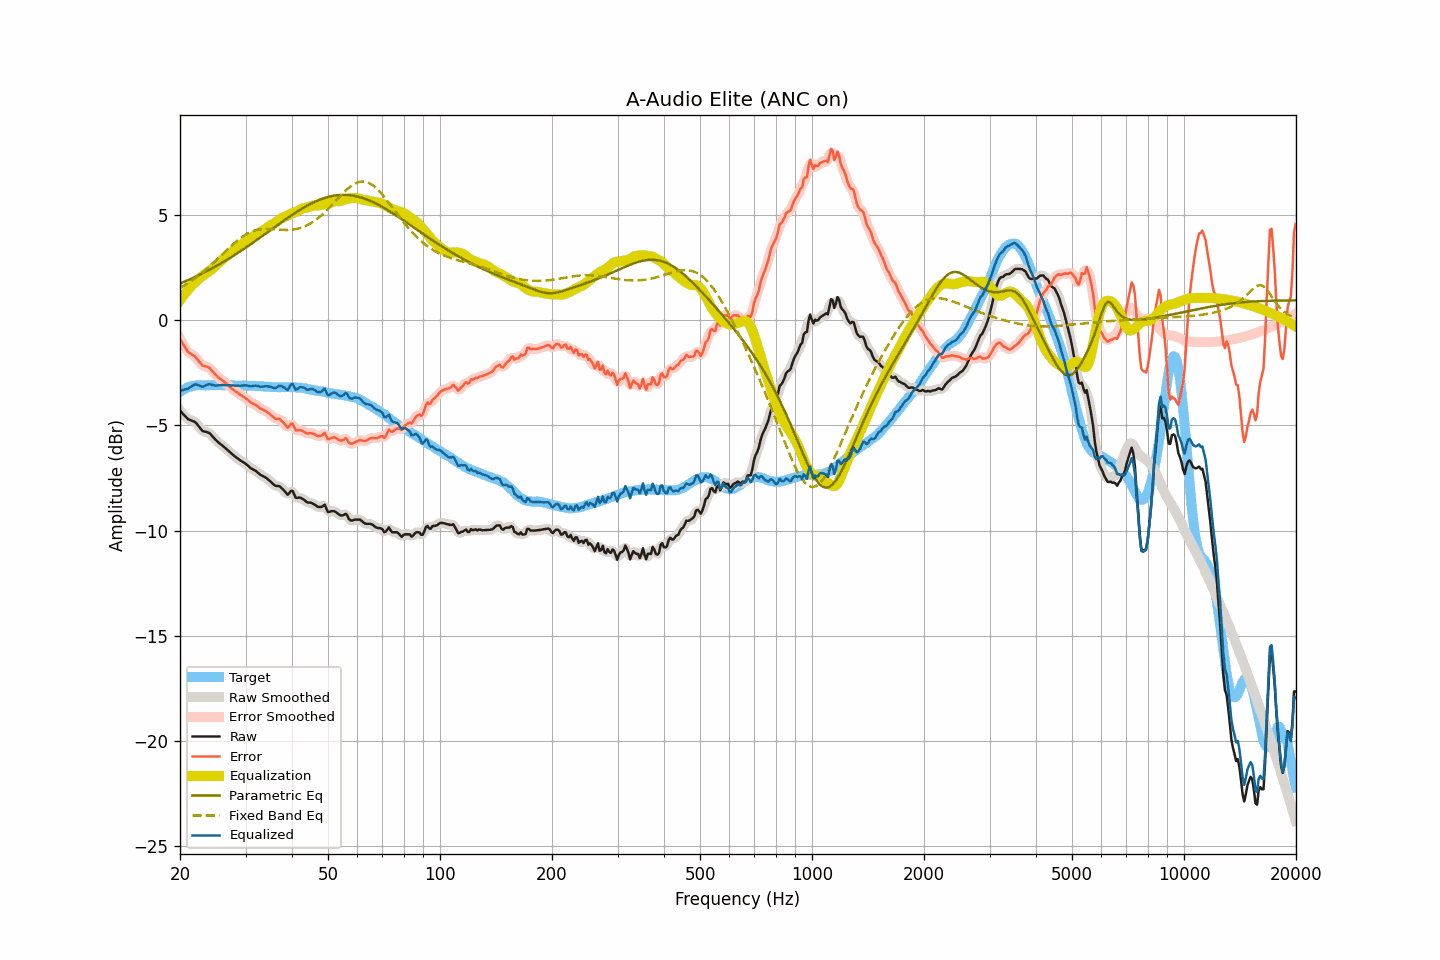 A-Audio Elite (ANC on)
Amplitude (dBr)
5
0
−5
−10
−15
−20
−25
Target
Raw Smoothed
Error Smoothed
Raw
Error
Equalization
Parametric Eq
Fixed Band Eq
Equalized
20 50 100 200 500 1000 2000 5000 10000 20000
Frequency (Hz)